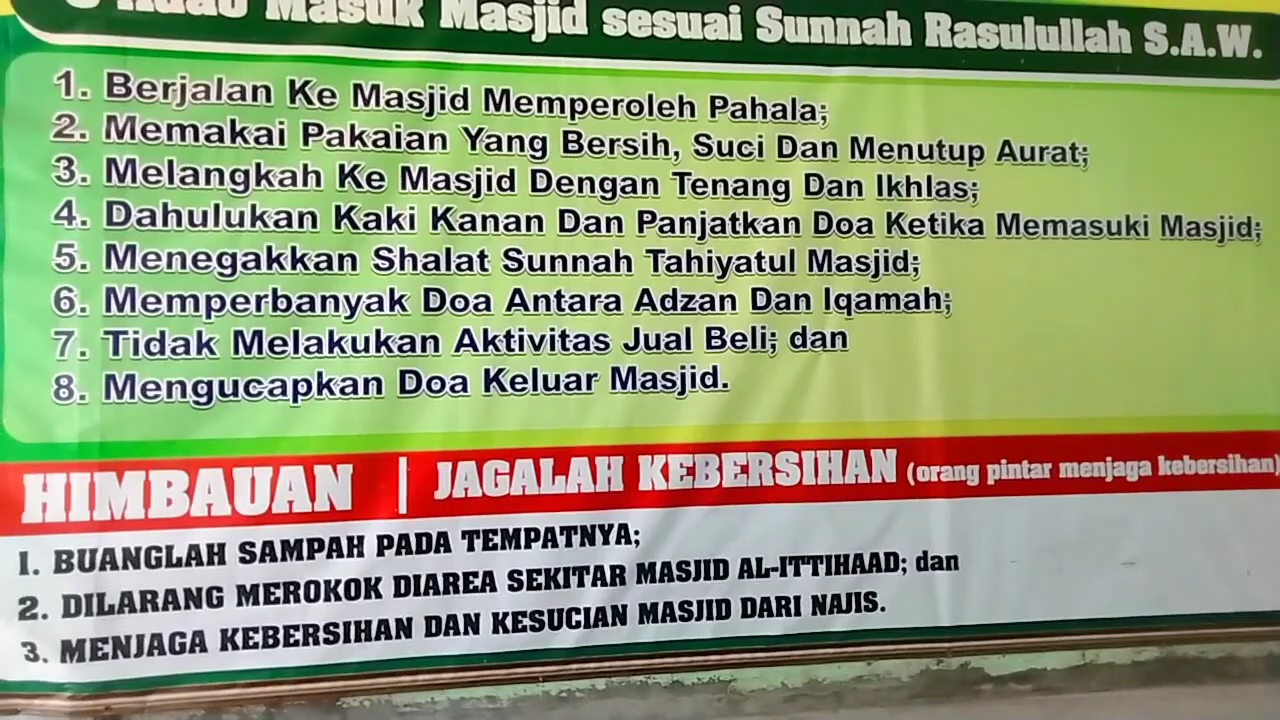 Masuk Masjid sesuai Sunnah Rasulullah S.A.W.
1. Berjalan Ke Masjid Memperoleh Pahala;
2. Memakai Pakaian Yang Bersih, Suci Dan Menutup Aurat;
3. Melangkah Ke Masjid Dengan Tenang Dan Ikhlas;
4. Dahulukan Kaki Kanan Dan Panjatkan Doa Ketika Memasuki Masjid;
5. Menegakkan Shalat Sunnah Tahiyatul Masjid;
6. Memperbanyak Doa Antara Adzan Dan Iqamah;
7. Tidak Melakukan Aktivitas Jual Beli; dan
8. Mengucapkan Doa Keluar Masjid.
HIMBAUAN | JAGALAH KEBERSIHAN (orang pintar menjaga kebersihan)
1. BUANGLAH SAMPAH PADA TEMPATNYA;
2. DILARANG MEROKOK DIAREA SEKITAR MASJID AL-ITTIHAAD; dan
3. MENJAGA KEBERSIHAN DAN KESUCIAN MASJID DARI NAJIS.